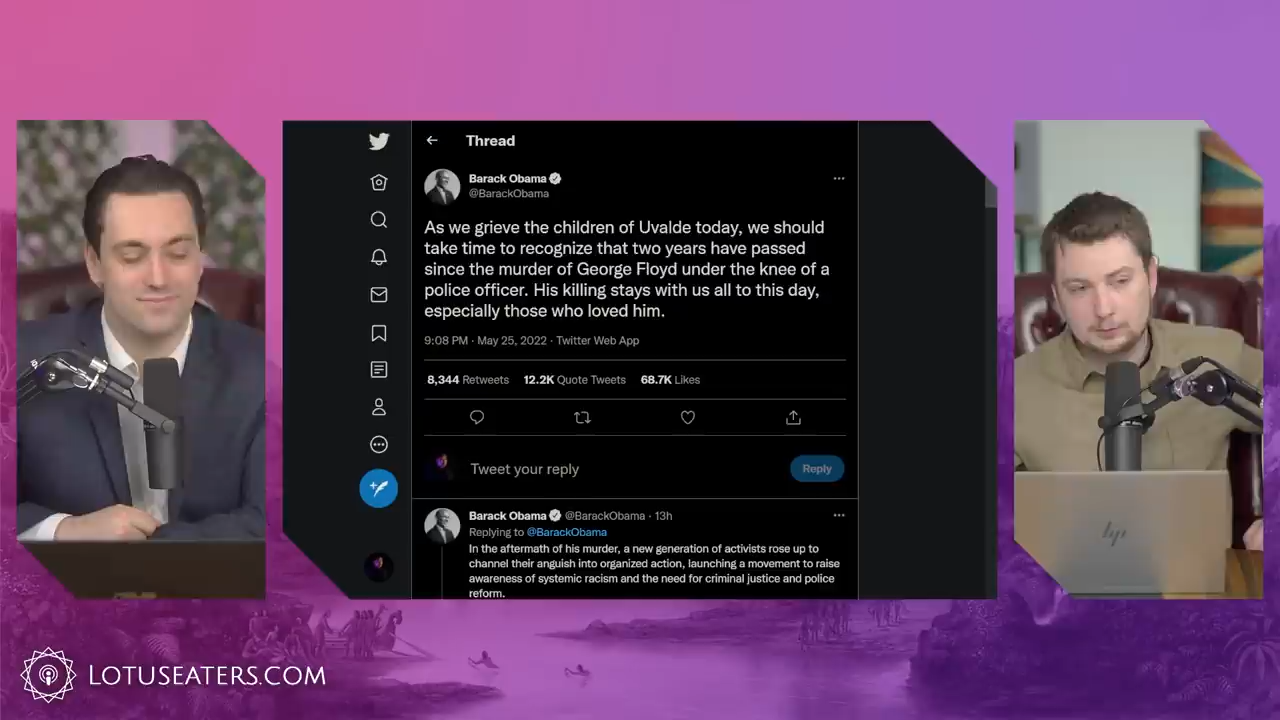 Thread
Barack Obama
@BarackObama
As we grieve the children of Uvalde today, we should
take time to recognize that two years have passed
since the murder of George Floyd under the knee of a
police officer. His killing stays with us all to this day,
especially those who loved him.
9:08 PM · May 25, 2022 · Twitter Web App
8,344 Retweets 12.2K Quote Tweets 68.7K Likes
Tweet your reply
Reply
Barack Obama @BarackObama · 13h
Replying to @BarackObama
In the aftermath of his murder, a new generation of activists rose up to
channel their anguish into organized action, launching a movement to raise
awareness of systemic racism and the need for criminal justice and police
reform.
hp
LOTUSEATERS.COM